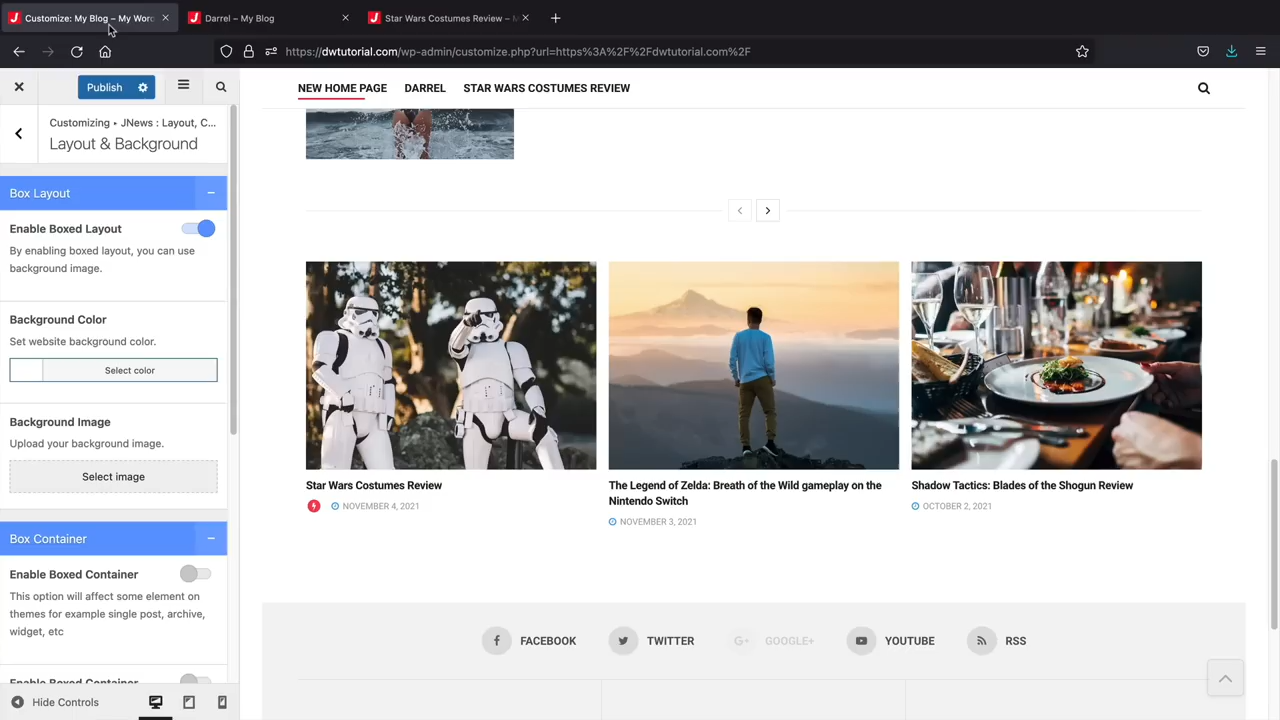 Customize: My Blog – My Word
Darrel – My Blog
Star Wars Costumes Review – M
https://dwtutorial.com/wp-admin/customize.php?url=https%3A%2F%2Fdwtutorial.com%2F
Publish
Customizing • JNews : Layout, C...
Layout & Background
Box Layout
Enable Boxed Layout
By enabling boxed layout, you can use
background image.
Background Color
Set website background color.
Select color
Background Image
Upload your background image.
Select image
Box Container
Enable Boxed Container
This option will affect some element on
themes for example single post, archive,
widget, etc
Enable Boxed Container
Hide Controls
NEW HOME PAGE
DARREL
STAR WARS COSTUMES REVIEW
Star Wars Costumes Review
NOVEMBER 4, 2021
The Legend of Zelda: Breath of the Wild gameplay on the
Nintendo Switch
NOVEMBER 3, 2021
Shadow Tactics: Blades of the Shogun Review
OCTOBER 2, 2021
FACEBOOK
TWITTER
G+ GOOGLE+
YOUTUBE
RSS